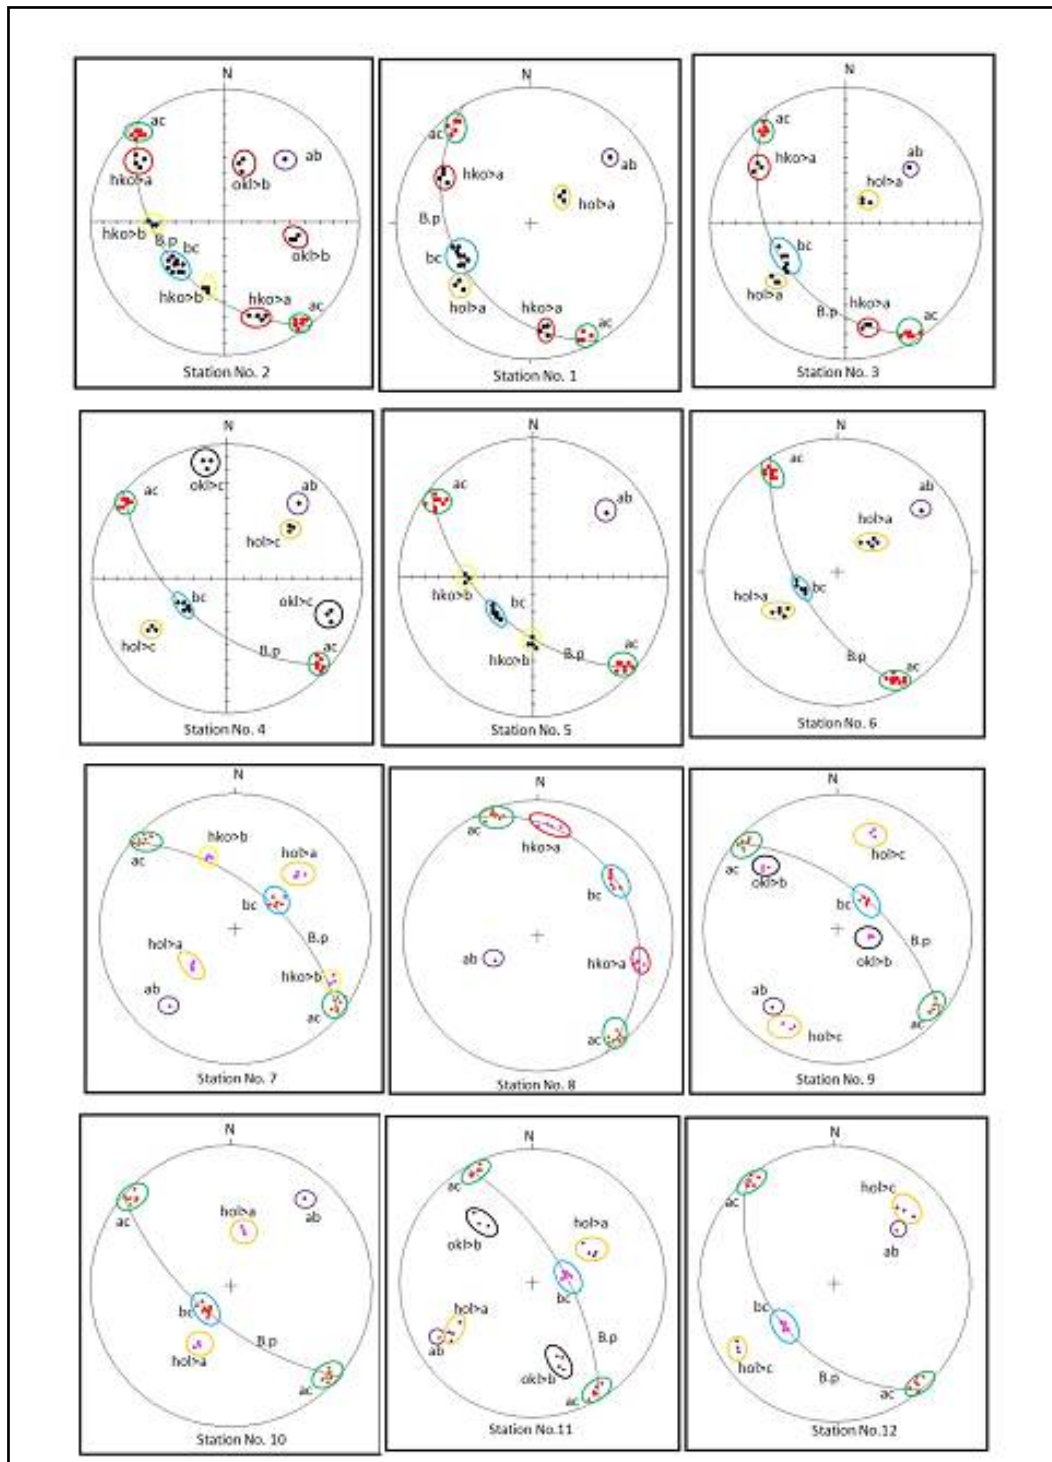 N
ac
ab
hko>a
okl>b
hko>b
B.p
bc
okl>b
hko>b
hko>a
ac
Station No. 2
N
ac
ab
hko>a
hol>a
B.p
bc
hol>a
hko>a
ac
Station No. 1
N
ac
ab
hko>a
hol>a
bc
hol>a
B.p
hko>a
ac
Station No. 3
N
okl>c
ac
ab
hol>c
bc
okl>c
hol>c
B.p
ac
Station No. 4
N
ac
ab
hko>b
bc
hko>b
B.p
ac
Station No. 5
N
ac
ab
hol>a
hol>a
bc
B.p
ac
Station No. 6
N
hko>b
ac
hol>a
bc
B.p
hol>a
hko>b
ab
ac
Station No. 7
N
ac
hko>a
bc
ab
hko>a
ac
Station No. 8
N
hol>c
ac
okl>b
bc
B.p
okl>b
ab
ac
hol>c
Station No. 9
N
ac
hol>a
ab
bc
B.p
hol>a
ac
Station No. 10
N
ac
okl>b
hol>a
bc
hol>a
ab
B.p
okl>b
ac
Station No.11
N
ac
hol>c
ab
bc
hol>c
B.p
ac
Station No.12